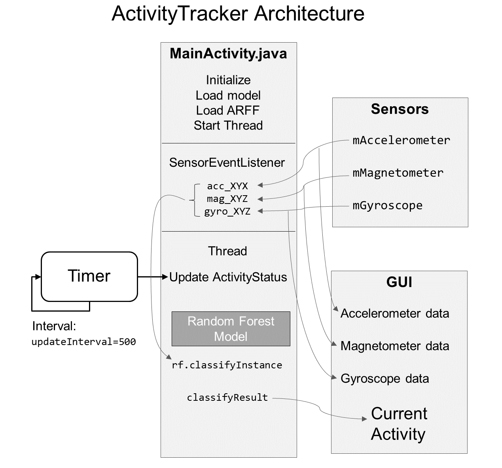 ActivityTracker Architecture
MainActivity.java
Initialize
Load model
Load ARFF
Start Thread
SensorEventListener
acc_XYX
mag_XYZ
gyro_XYZ
Thread
Update ActivityStatus
Random Forest
Model
rf.classifyInstance
classifyResult
Timer
Interval:
updateInterval=500
Sensors
mAccelerometer
mMagnetometer
mGyroscope
GUI
Accelerometer data
Magnetometer data
Gyroscope data
Current
Activity